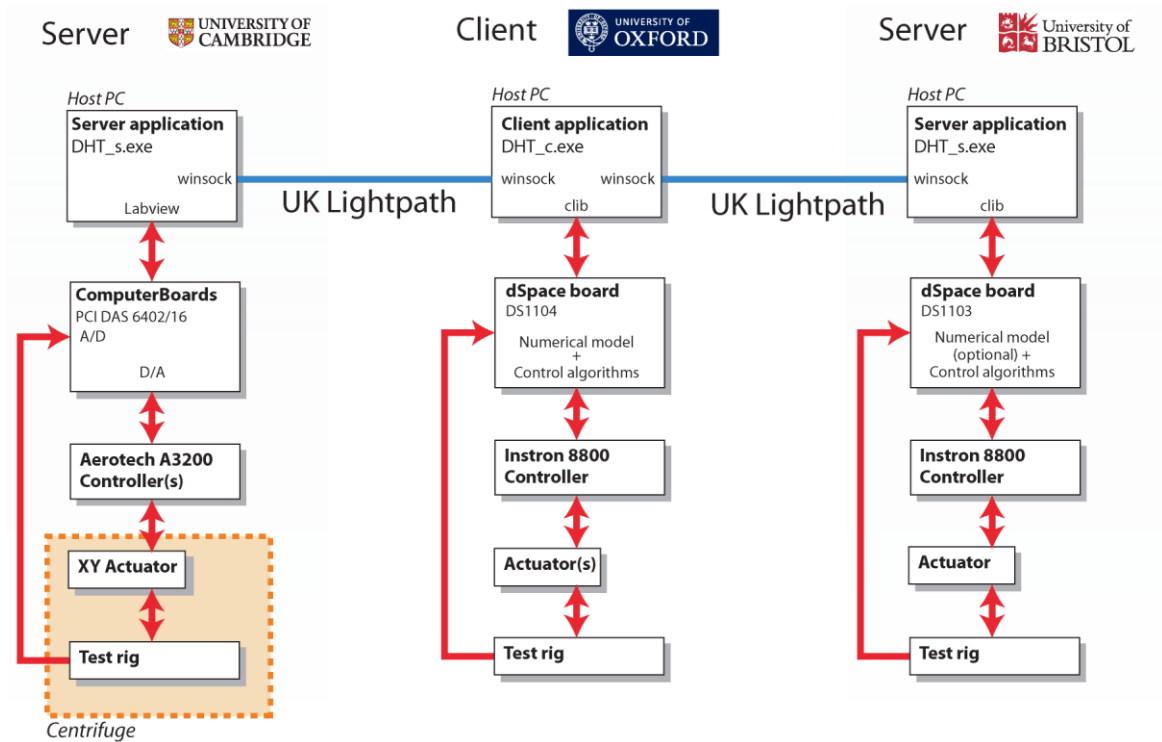 Server
UNIVERSITY OF
CAMBRIDGE
Host PC
Server application
DHT_s.exe
winsock
Labview
UK Lightpath
ComputerBoards
PCI DAS 6402/16
A/D
D/A
Aerotech A3200
Controller(s)
XY Actuator
Test rig
Centrifuge
Client
UNIVERSITY OF
OXFORD
Host PC
Client application
DHT_c.exe
winsock winsock
clib
UK Lightpath
dSpace board
DS1104
Numerical model
+
Control algorithms
Instron 8800
Controller
Actuator(s)
Test rig
Server
University of
BRISTOL
Host PC
Server application
DHT_s.exe
winsock
clib
dSpace board
DS1103
Numerical model
(optional) +
Control algorithms
Instron 8800
Controller
Actuator
Test rig